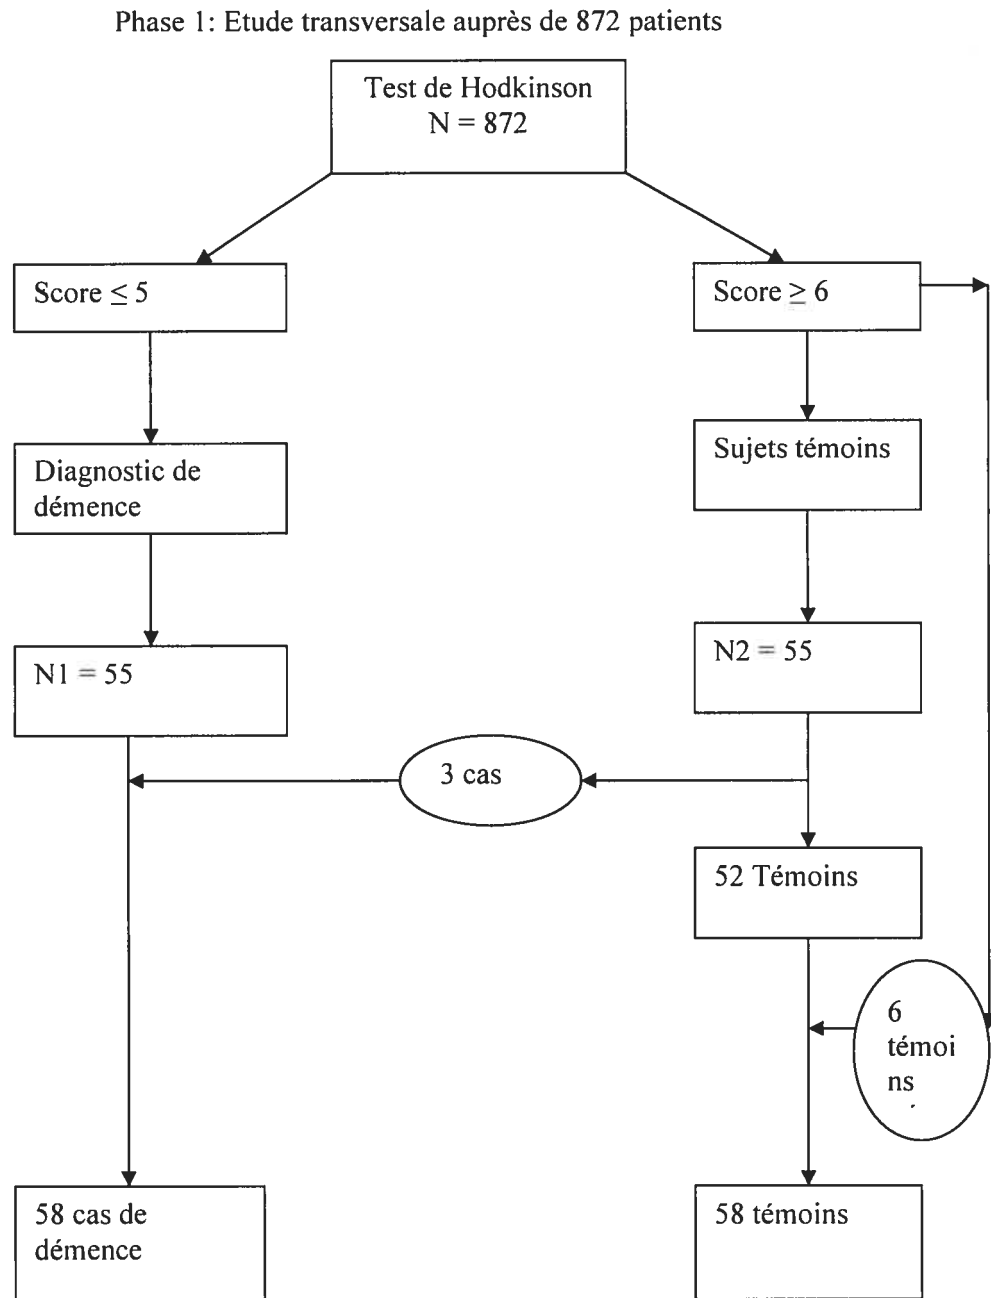 Phase 1: Etude transversale auprès de 872 patients
Test de Hodkinson
N = 872
Score ≤ 5
Score ≥ 6
Diagnostic de
démence
Sujets témoins
N1 = 55
N2 = 55
3 cas
52 Témoins
6
témoi
ns
58 cas de
démence
58 témoins